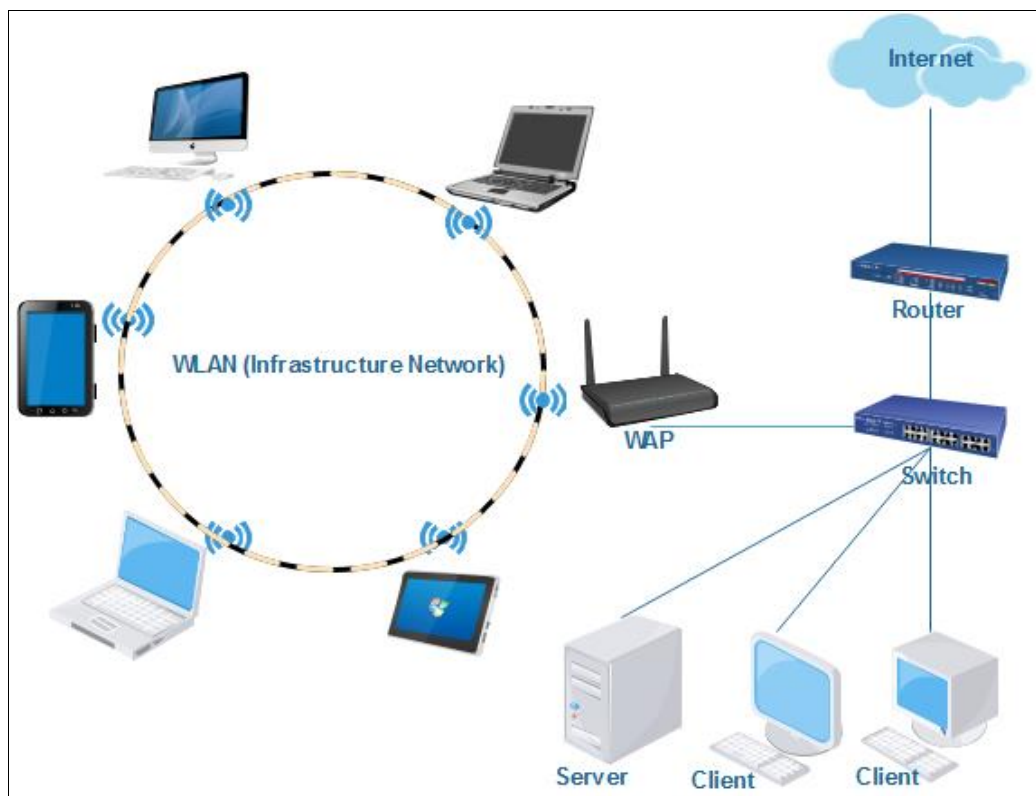 Internet
Router
WLAN (Infrastructure Network)
WAP
Switch
Server
Client
Client